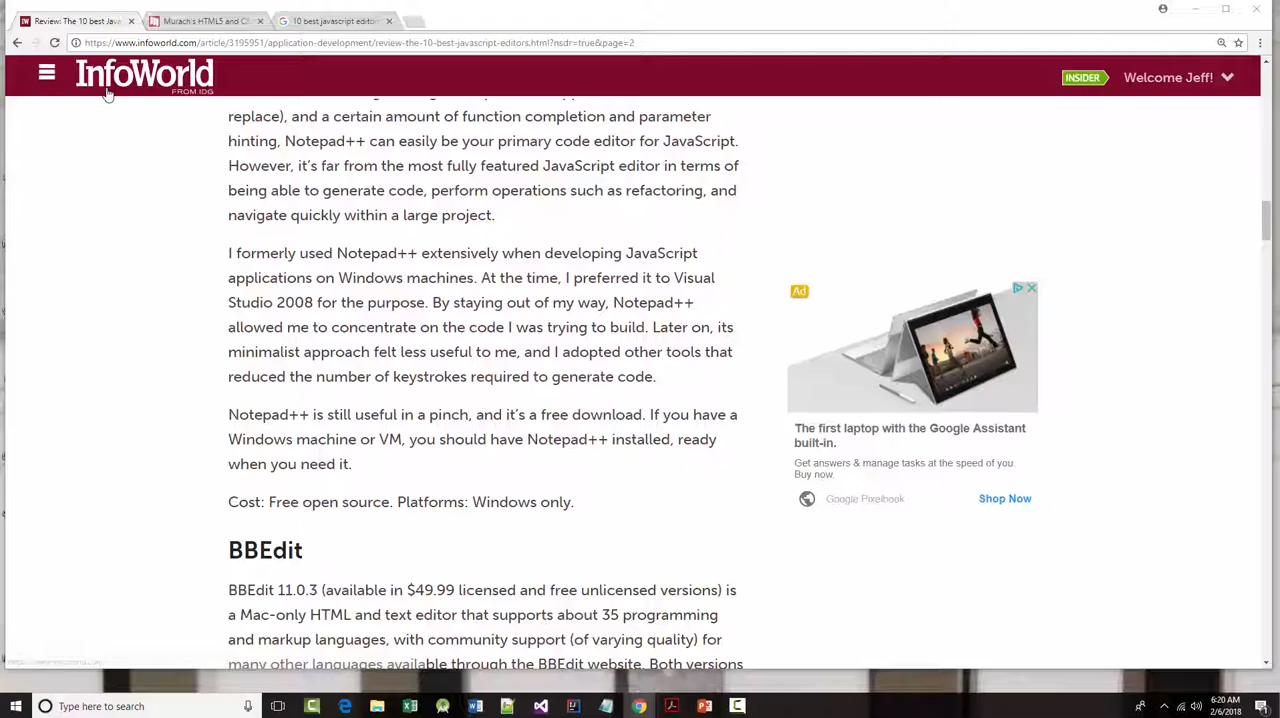 Review: The 10 best Java
Murach's HTML5 and CS
10 best javascript editor
https://www.infoworld.com/article/3195951/application-development/review-the-10-best-javascript-editors.html?nsdr=true&page=2
InfoWorld
FROM IDG
INSIDER
Welcome Jeff!
replace), and a certain amount of function completion and parameter
hinting, Notepad++ can easily be your primary code editor for JavaScript.
However, it's far from the most fully featured JavaScript editor in terms of
being able to generate code, perform operations such as refactoring, and
navigate quickly within a large project.
I formerly used Notepad++ extensively when developing JavaScript
applications on Windows machines. At the time, I preferred it to Visual
Studio 2008 for the purpose. By staying out of my way, Notepad++
allowed me to concentrate on the code I was trying to build. Later on, its
minimalist approach felt less useful to me, and I adopted other tools that
reduced the number of keystrokes required to generate code.
Notepad++ is still useful in a pinch, and it's a free download. If you have a
Windows machine or VM, you should have Notepad++ installed, ready
when you need it.
Cost: Free open source. Platforms: Windows only.
BBEdit
BBEdit 11.0.3 (available in $49.99 licensed and free unlicensed versions) is
a Mac-only HTML and text editor that supports about 35 programming
and markup languages, with community support (of varying quality) for
many other languages available through the BBEdit website. Both versions
Ad
The first laptop with the Google Assistant
built-in.
Get answers & manage tasks at the speed of you.
Buy now.
Google Pixelbook
Shop Now
Type here to search
6:20 AM
2/6/2018